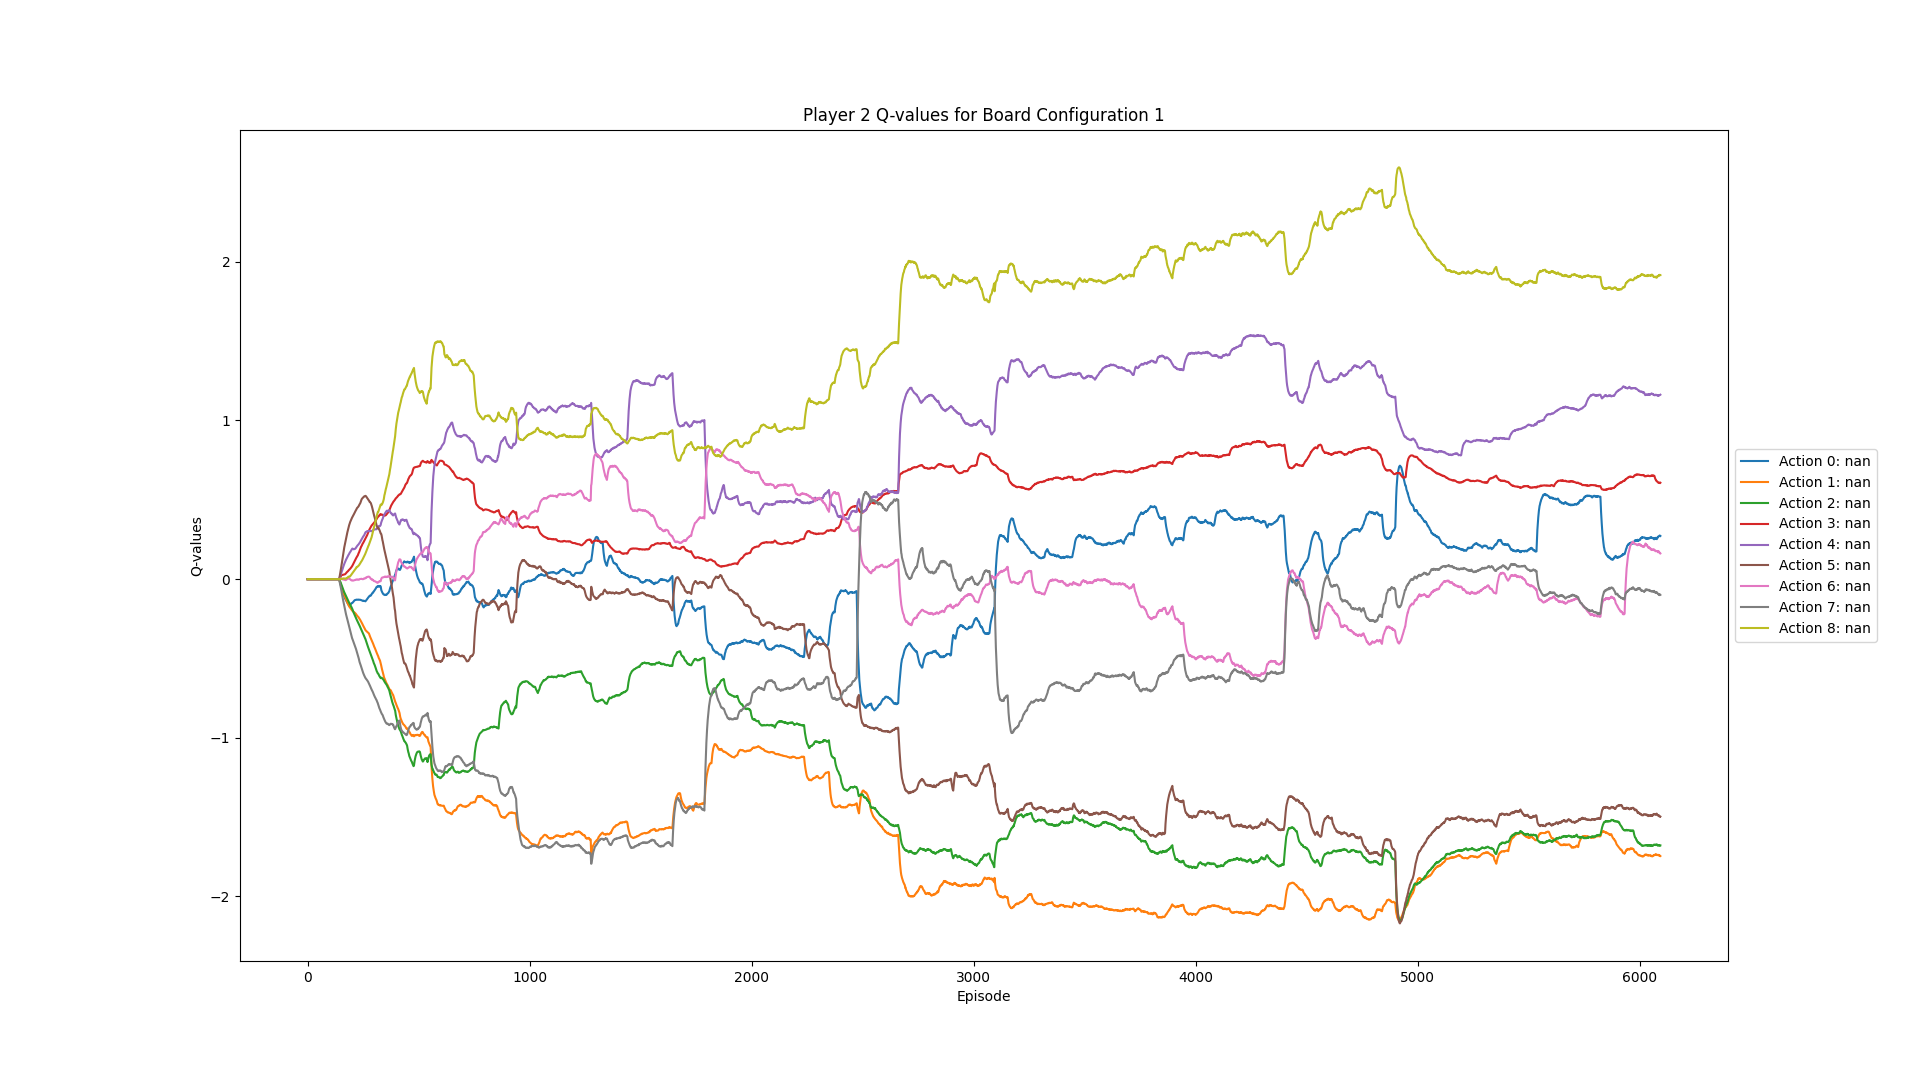 Player 2 Q-values for Board Configuration 1
Q-values
2
1
0
−1
−2
0 1000 2000 3000 4000 5000 6000
Episode
Action 0: nan
Action 1: nan
Action 2: nan
Action 3: nan
Action 4: nan
Action 5: nan
Action 6: nan
Action 7: nan
Action 8: nan